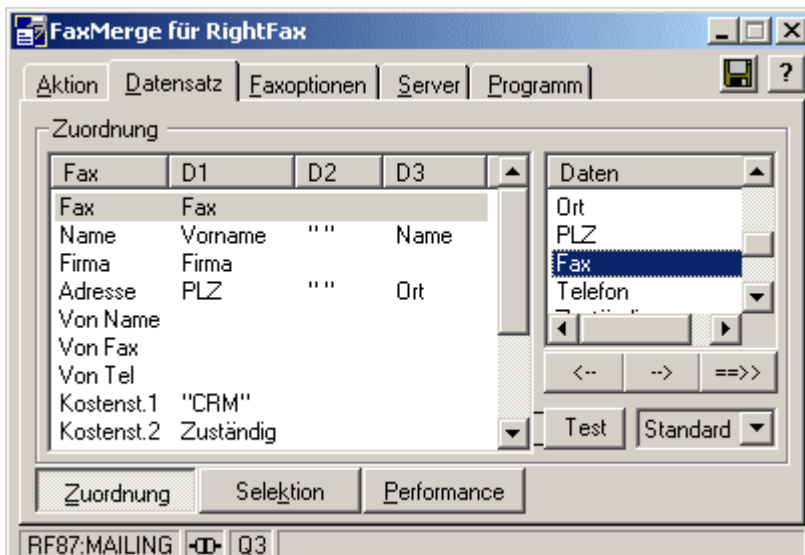 FaxMerge für RightFax
Aktion Datensatz Faxoptionen Server Programm ?
Zuordnung
Fax D1 D2 D3 Daten
Fax Fax Ort
Name Vorname " " Name PLZ
Firma Firma Fax
Adresse PLZ " " Ort Telefon
Von Name
Von Fax
Von Tel <-- --> ==>>
Kostenst.1 "CRM"
Kostenst.2 Zuständig Test Standard
Zuordnung Selektion Performance
RF87:MAILING Q3